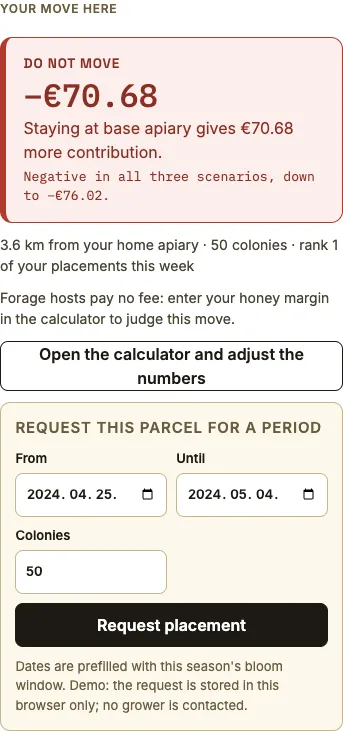 YOUR MOVE HERE
DO NOT MOVE
−€70.68
Staying at base apiary gives €70.68
more contribution.
Negative in all three scenarios, down
to −€76.02.
3.6 km from your home apiary · 50 colonies · rank 1
of your placements this week
Forage hosts pay no fee: enter your honey margin
in the calculator to judge this move.
Open the calculator and adjust the
numbers
REQUEST THIS PARCEL FOR A PERIOD
From Until
2024. 04. 25. 2024. 05. 04.
Colonies
50
Request placement
Dates are prefilled with this season's bloom
window. Demo: the request is stored in this
browser only; no grower is contacted.